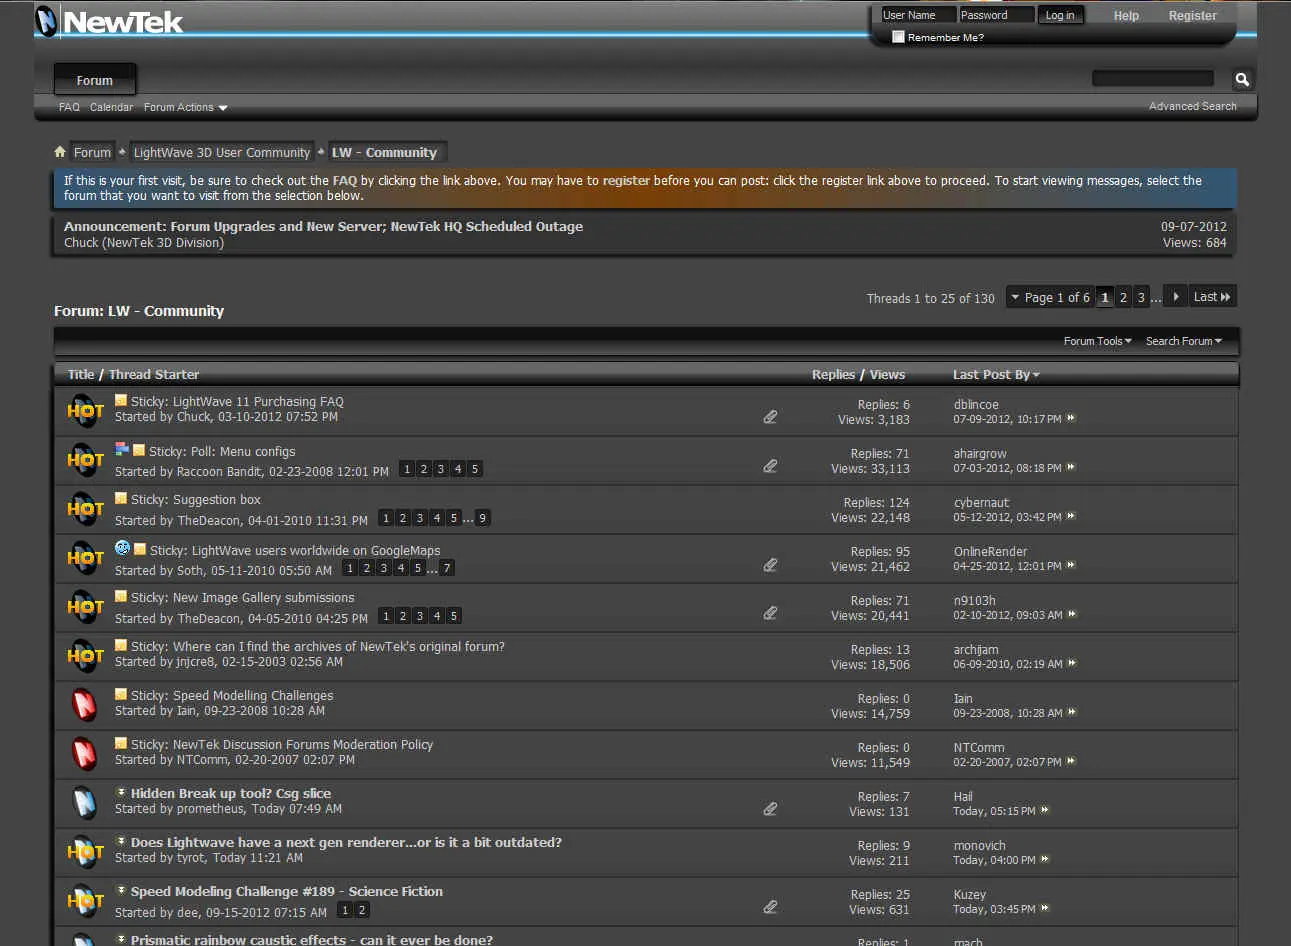 NewTek
User Name Password Log in Help Register
Remember Me?
Forum
FAQ Calendar Forum Actions
Advanced Search
Forum LightWave 3D User Community LW - Community
If this is your first visit, be sure to check out the FAQ by clicking the link above. You may have to register before you can post: click the register link above to proceed. To start viewing messages, select the
forum that you want to visit from the selection below.
Announcement: Forum Upgrades and New Server; NewTek HQ Scheduled Outage 09-07-2012
Chuck (NewTek 3D Division) Views: 684
Threads 1 to 25 of 130 Page 1 of 6 1 2 3 ... Last
Forum: LW - Community
Forum Tools Search Forum
Title / Thread Starter Replies / Views Last Post By
HOT Sticky: LightWave 11 Purchasing FAQ Replies: 6 dblincoe
Started by Chuck, 03-10-2012 07:52 PM Views: 3,183 07-09-2012, 10:17 PM
HOT Sticky: Poll: Menu configs Replies: 71 ahairgrow
Started by Raccoon Bandit, 02-23-2008 12:01 PM 1 2 3 4 5 Views: 33,113 07-03-2012, 08:18 PM
HOT Sticky: Suggestion box Replies: 124 cybernaut
Started by TheDeacon, 04-01-2010 11:31 PM 1 2 3 4 5 ... 9 Views: 22,148 05-12-2012, 03:42 PM
HOT Sticky: LightWave users worldwide on GoogleMaps Replies: 95 OnlineRender
Started by Soth, 05-11-2010 05:50 AM 1 2 3 4 5 ... 7 Views: 21,462 04-25-2012, 12:01 PM
HOT Sticky: New Image Gallery submissions Replies: 71 n9103h
Started by TheDeacon, 04-05-2010 04:25 PM 1 2 3 4 5 Views: 20,441 02-10-2012, 09:03 AM
HOT Sticky: Where can I find the archives of NewTek's original forum? Replies: 13 archijam
Started by jnjcre8, 02-15-2003 02:56 AM Views: 18,506 06-09-2010, 02:19 AM
Sticky: Speed Modelling Challenges Replies: 0 Iain
Started by Iain, 09-23-2008 10:28 AM Views: 14,759 09-23-2008, 10:28 AM
Sticky: NewTek Discussion Forums Moderation Policy Replies: 0 NTComm
Started by NTComm, 02-20-2007 02:07 PM Views: 11,549 02-20-2007, 02:07 PM
Hidden Break up tool? Csg slice Replies: 7 Hail
Started by prometheus, Today 07:49 AM Views: 131 Today, 05:15 PM
HOT Does Lightwave have a next gen renderer...or is it a bit outdated? Replies: 9 monovich
Started by tyrot, Today 11:21 AM Views: 211 Today, 04:00 PM
HOT Speed Modeling Challenge #189 - Science Fiction Replies: 25 Kuzey
Started by dee, 09-15-2012 07:15 AM 1 2 Views: 631 Today, 03:45 PM
Prismatic rainbow caustic effects - can it ever be done? Replies: 1 mach